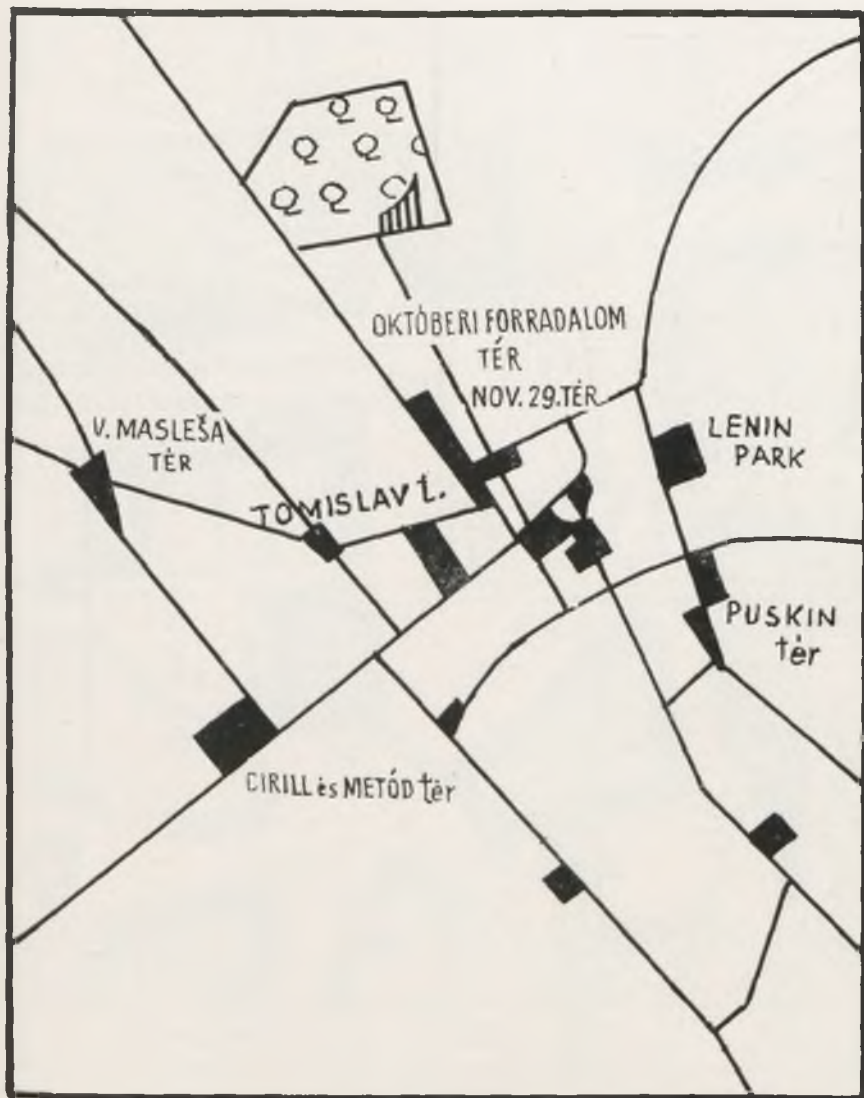 OKTÓBERI FORRADALOM
TÉR
NOV. 29.TÉR
V. MASLEŠA
TÉR
LENIN
PARK
TOMISLAV t.
PUSKIN
tér
CIRILL és METÓD tér